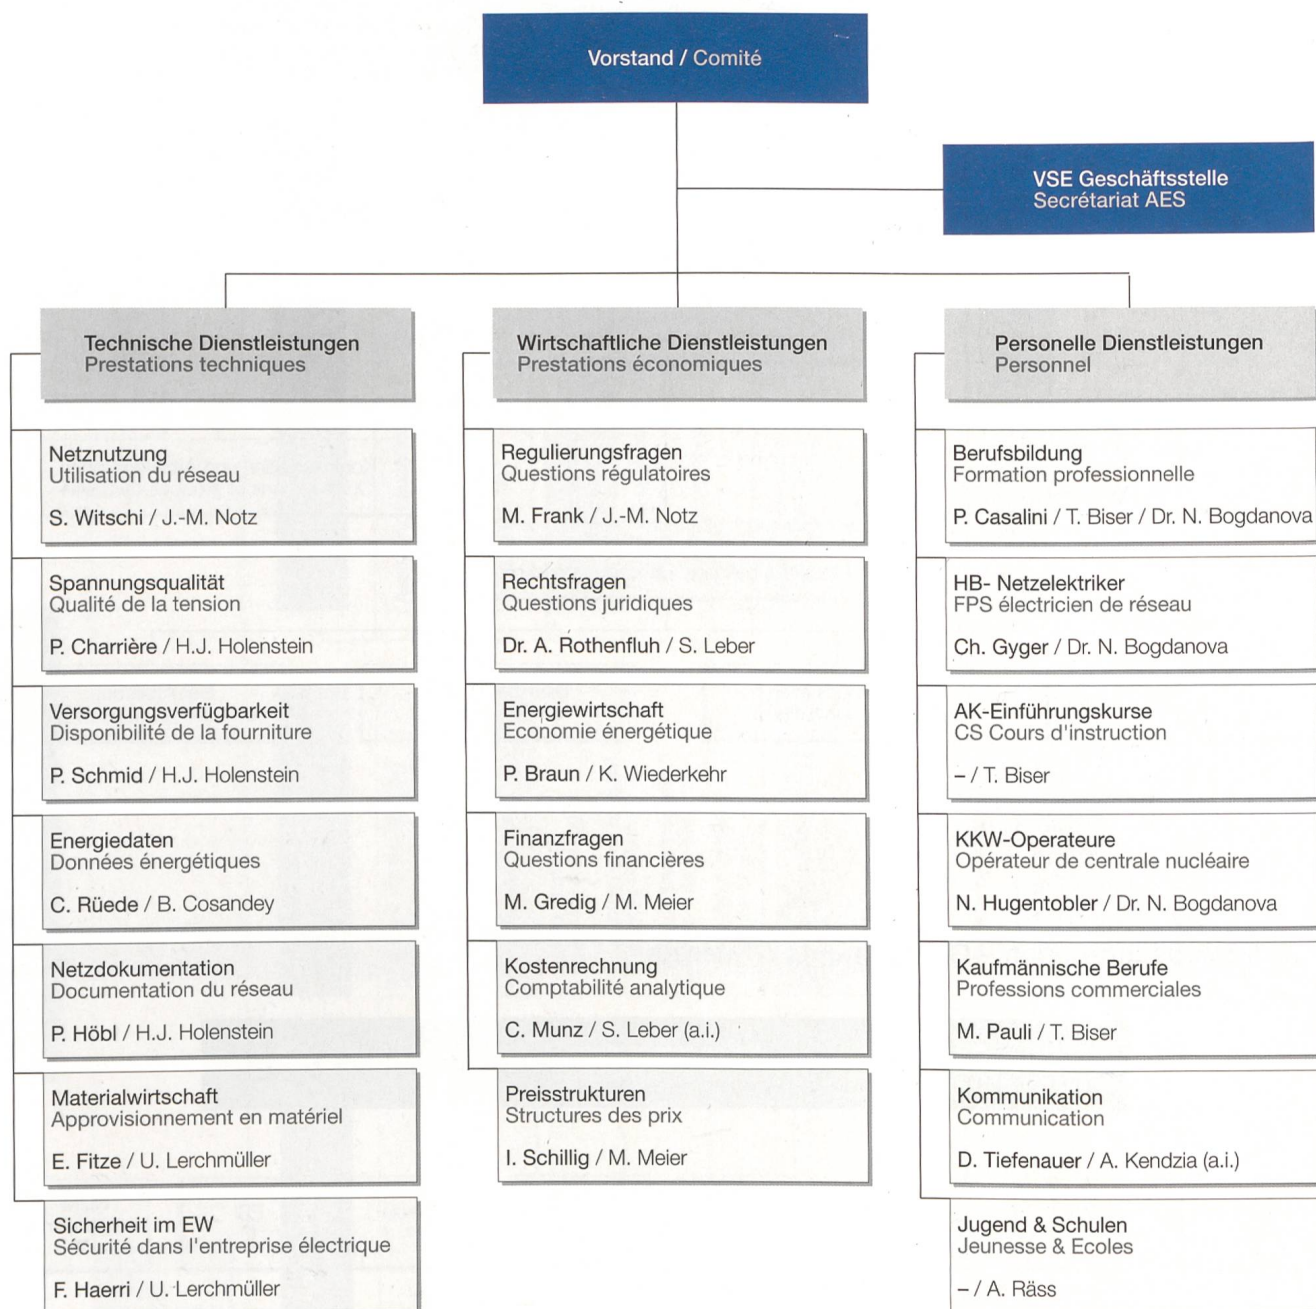 Vorstand / Comité
VSE Geschäftsstelle
Secrétariat AES
Technische Dienstleistungen
Prestations techniques
Netznutzung
Utilisation du réseau
S. Witschi / J.-M. Notz
Spannungsqualität
Qualité de la tension
P. Charrière / H.J. Holenstein
Versorgungsverfügbarkeit
Disponibilité de la fourniture
P. Schmid / H.J. Holenstein
Energiedaten
Données énergétiques
C. Rüede / B. Cosandey
Netzdokumentation
Documentation du réseau
P. Höbl / H.J. Holenstein
Materialwirtschaft
Approvisionnement en matériel
E. Fitze / U. Lerchmüller
Sicherheit im EW
Sécurité dans l'entreprise électrique
F. Haerri / U. Lerchmüller
Wirtschaftliche Dienstleistungen
Prestations économiques
Regulierungsfragen
Questions régulatoires
M. Frank / J.-M. Notz
Rechtsfragen
Questions juridiques
Dr. A. Rothenfluh / S. Leber
Energiewirtschaft
Economie énergétique
P. Braun / K. Wiederkehr
Finanzfragen
Questions financières
M. Gredig / M. Meier
Kostenrechnung
Comptabilité analytique
C. Munz / S. Leber (a.i.)
Preisstrukturen
Structures des prix
I. Schillig / M. Meier
Personelle Dienstleistungen
Personnel
Berufsbildung
Formation professionnelle
P. Casalini / T. Biser / Dr. N. Bogdanova
HB- Netzelektriker
FPS électricien de réseau
Ch. Gyger / Dr. N. Bogdanova
AK-Einführungskurse
CS Cours d'instruction
– / T. Biser
KKW-Operateure
Opérateur de centrale nucléaire
N. Hugentobler / Dr. N. Bogdanova
Kaufmännische Berufe
Professions commerciales
M. Pauli / T. Biser
Kommunikation
Communication
D. Tiefenauer / A. Kendzia (a.i.)
Jugend & Schulen
Jeunesse & Ecoles
– / A. Räss